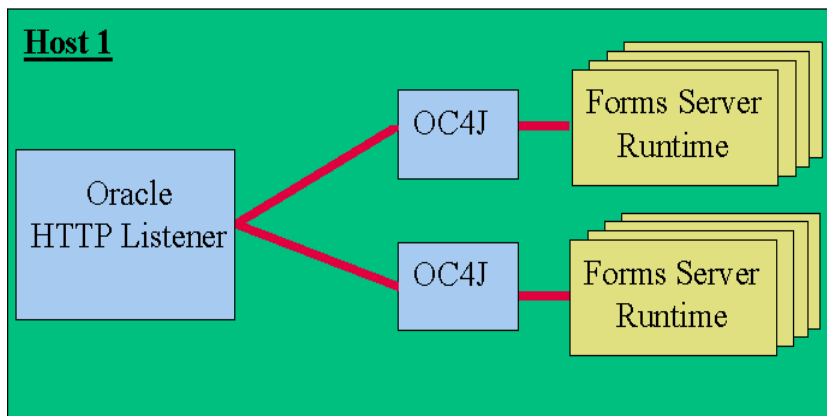 Host 1
Oracle
HTTP Listener
OC4J
Forms Server
Runtime
OC4J
Forms Server
Runtime